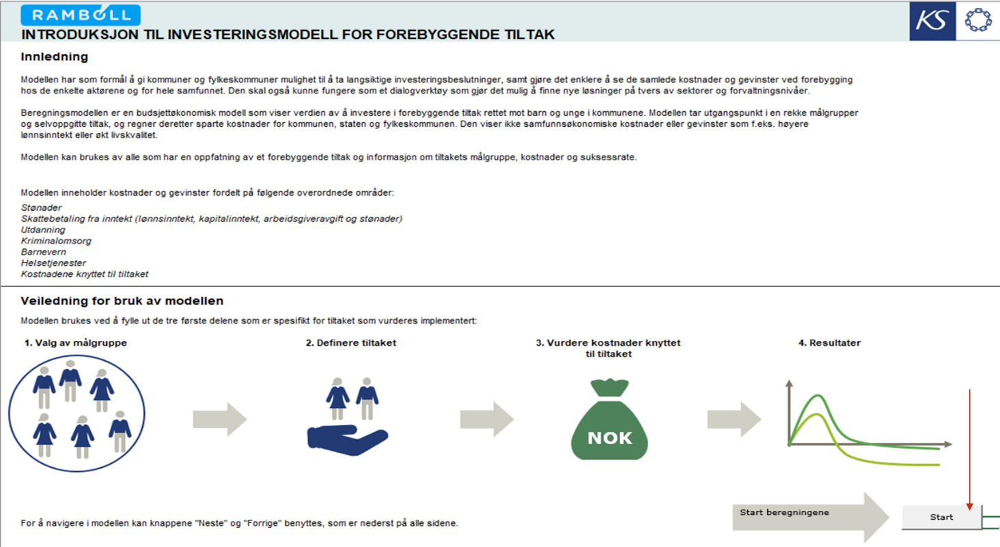 RAMBOLL
KS
INTRODUKSJON TIL INVESTERINGSMODELL FOR FOREBYGGENDE TILTAK
Innledning
Modellen har som formål å gi kommuner og fylkeskommuner mulighet til å ta langsiktige investeringsbeslutninger, samt gjøre det enklere å se de samlede kostnader og gevinster ved forebygging
hos de enkelte aktørene og for hele samfunnet. Den skal også kunne fungere som et dialogverktøy som gjør det mulig å finne nye løsninger på tvers av sektorer og forvaltningsnivåer.
Beregningsmodellen er en budsjettøkonomisk modell som viser verdien av å investere i forebyggende tiltak rettet mot barn og unge i kommunene. Modellen tar utgangspunkt i en rekke målgrupper
og selvoppgitte tiltak, og regner deretter sparte kostnader for kommunen, staten og fylkeskommunen. Den viser ikke samfunnsøkonomiske kostnader eller gevinster som f.eks. høyere
lønnsinntekt eller økt livskvalitet.
Modellen kan brukes av alle som har en oppfatning av et forebyggende tiltak og informasjon om tiltakets målgruppe, kostnader og suksessrate.
Modellen inneholder kostnader og gevinster fordelt på følgende overordnede områder:
Stønader
Skattebetaling fra inntekt (lønnsinntekt, kapitalinntekt, arbeidsgiveravgift og stønader)
Utdanning
Kriminalomsorg
Barnevern
Helsetjenester
Kostnadene knyttet til tiltaket
Veiledning for bruk av modellen
Modellen brukes ved å fylle ut de tre første delene som er spesifikt for tiltaket som vurderes implementert:
1. Valg av målgruppe
2. Definere tiltaket
3. Vurdere kostnader knyttet
til tiltaket
4. Resultater
NOK
Start beregningene
Start
For å navigere i modellen kan knappene "Neste" og "Forrige" benyttes, som er nederst på alle sidene.